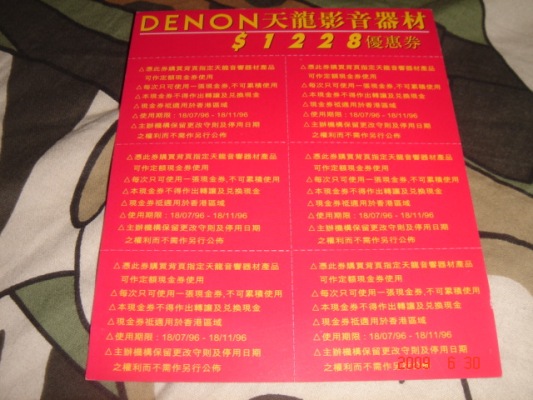 DENON天龍影音器材
$1228優惠券
△憑此券購買背頁指定天龍音響器材產品
可作定額現金券使用
△每次只可使用一張現金券,不可累積使用
△本現金券不得作出轉讓及兑換現金
△現金券衹適用於香港區域
△使用期限：18/07/96 - 18/11/96
△主辦機構保留更改守則及停用日期
之權利而不需作另行公佈
△憑此券購買背頁指定天龍音響器材產品
可作定額現金券使用
△每次只可使用一張現金券,不可累積使用
△本現金券不得作出轉讓及兑換現金
△現金券衹適用於香港區域
△使用期限：18/07/96 - 18/11/96
△主辦機構保留更改守則及停用日期
之權利而不需作另行公佈
△憑此券購買背頁指定天龍音響器材產品
可作定額現金券使用
△每次只可使用一張現金券,不可累積使用
△本現金券不得作出轉讓及兑換現金
△現金券衹適用於香港區域
△使用期限：18/07/96 - 18/11/96
△主辦機構保留更改守則及停用日期
之權利而不需作另行公佈
△憑此券購買背頁指定天龍音響器材產品
可作定額現金券使用
△每次只可使用一張現金券,不可累積使用
△本現金券不得作出轉讓及兑換現金
△現金券衹適用於香港區域
△使用期限：18/07/96 - 18/11/96
△主辦機構保留更改守則及停用日期
之權利而不需作另行公佈
△憑此券購買背頁指定天龍音響器材產品
可作定額現金券使用
△每次只可使用一張現金券,不可累積使用
△本現金券不得作出轉讓及兑換現金
△現金券衹適用於香港區域
△使用期限：18/07/96 - 18/11/96
△主辦機構保留更改守則及停用日期
之權利而不需作另行公佈
△憑此券購買背頁指定天龍音響器材產品
可作定額現金券使用
△每次只可使用一張現金券,不可累積使用
△本現金券不得作出轉讓及兑換現金
△現金券衹適用於香港區域
△使用期限：18/07/96 - 18/11/96
△主辦機構保留更改守則及停用日期
之權利而不需作另行公佈
2009 6 30